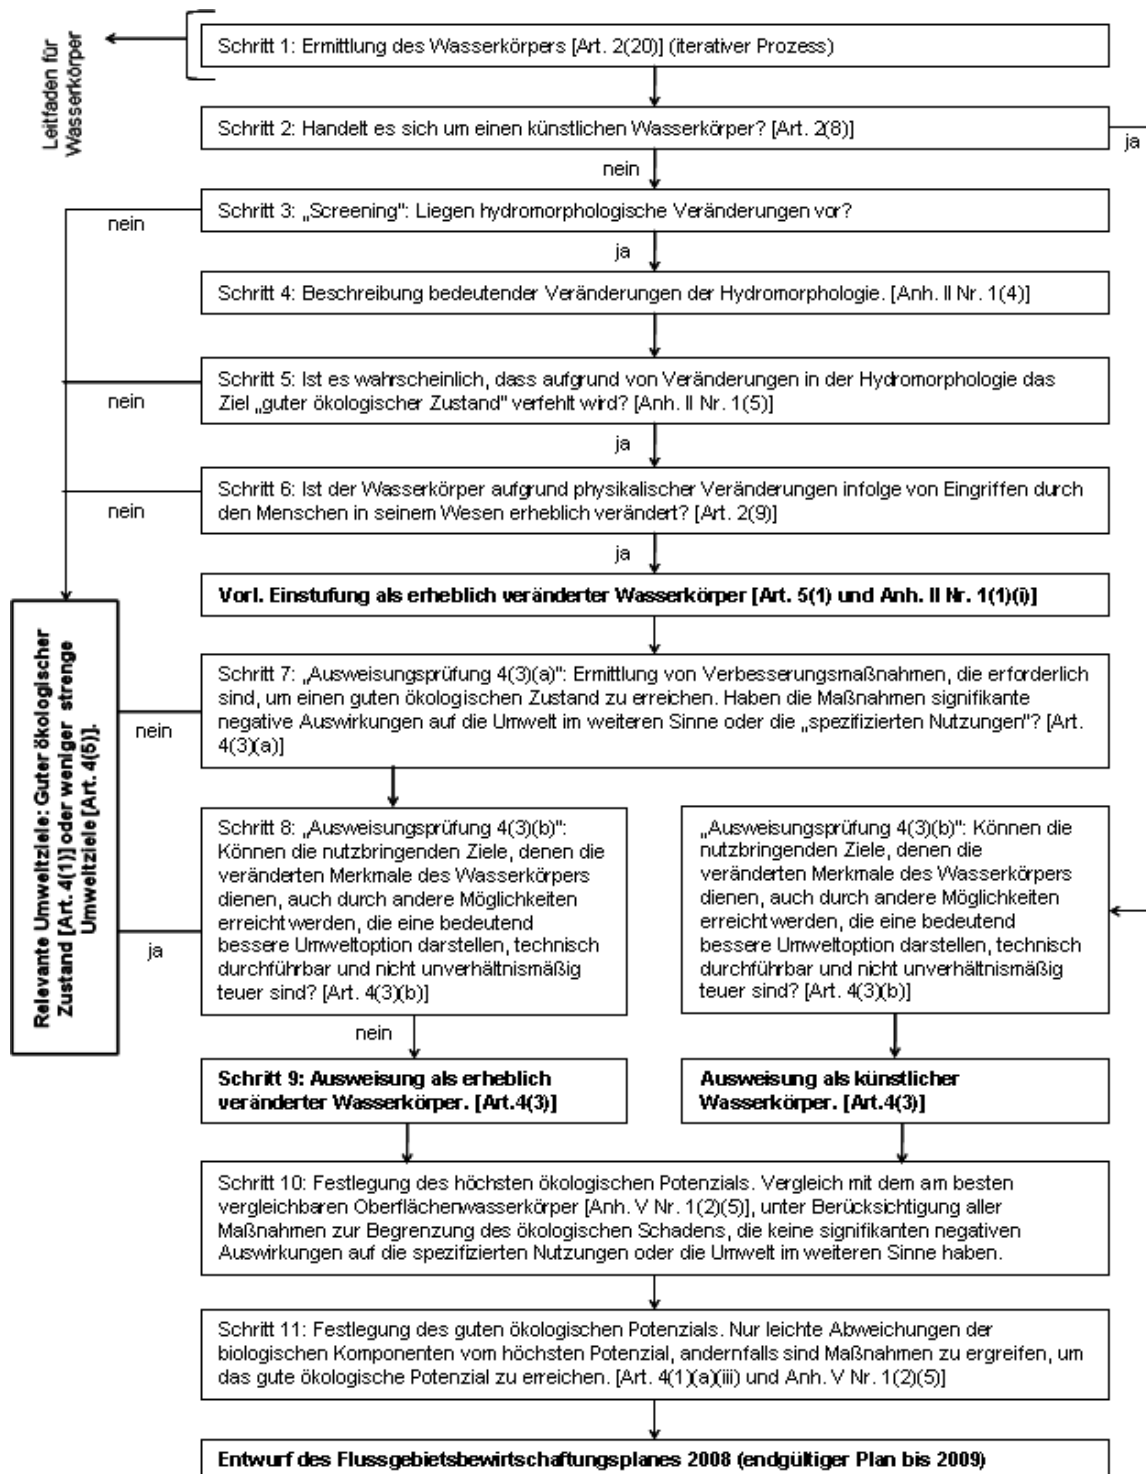 Leitfaden für
Wasserkörper
Schritt 1: Ermittlung des Wasserkörpers [Art. 2(20)] (iterativer Prozess)
Schritt 2: Handelt es sich um einen künstlichen Wasserkörper? [Art. 2(8)]
ja
nein
Schritt 3: „Screening“: Liegen hydromorphologische Veränderungen vor?
nein
ja
Schritt 4: Beschreibung bedeutender Veränderungen der Hydromorphologie. [Anh. II Nr. 1(4)]
Schritt 5: Ist es wahrscheinlich, dass aufgrund von Veränderungen in der Hydromorphologie das
Ziel „guter ökologischer Zustand“ verfehlt wird? [Anh. II Nr. 1(5)]
nein
ja
Schritt 6: Ist der Wasserkörper aufgrund physikalischer Veränderungen infolge von Eingriffen durch
den Menschen in seinem Wesen erheblich verändert? [Art. 2(9)]
nein
ja
Vorl. Einstufung als erheblich veränderter Wasserkörper [Art. 5(1) und Anh. II Nr. 1(1)(i)]
Relevante Umweltziele: Guter ökologischer
Zustand [Art. 4(1)] oder weniger strenge
Umweltziele [Art. 4(5)].
Schritt 7: „Ausweisungsprüfung 4(3)(a)“: Ermittlung von Verbesserungsmaßnahmen, die erforderlich
sind, um einen guten ökologischen Zustand zu erreichen. Haben die Maßnahmen signifikante
negative Auswirkungen auf die Umwelt im weiteren Sinne oder die „spezifizierten Nutzungen“? [Art.
4(3)(a)]
nein
Schritt 8: „Ausweisungsprüfung 4(3)(b)“:
Können die nutzbringenden Ziele, denen die
veränderten Merkmale des Wasserkörpers
dienen, auch durch andere Möglichkeiten
erreicht werden, die eine bedeutend
bessere Umweltoption darstellen, technisch
durchführbar und nicht unverhältnismäßig
teuer sind? [Art. 4(3)(b)]
ja
nein
„Ausweisungsprüfung 4(3)(b)“: Können die
nutzbringenden Ziele, denen die
veränderten Merkmale des Wasserkörpers
dienen, auch durch andere Möglichkeiten
erreicht werden, die eine bedeutend
bessere Umweltoption darstellen, technisch
durchführbar und nicht unverhältnismäßig
teuer sind? [Art. 4(3)(b)]
Schritt 9: Ausweisung als erheblich
veränderter Wasserkörper. [Art.4(3)]
Ausweisung als künstlicher
Wasserkörper. [Art.4(3)]
Schritt 10: Festlegung des höchsten ökologischen Potenzials. Vergleich mit dem am besten
vergleichbaren Oberflächenwasserkörper [Anh. V Nr. 1(2)(5)], unter Berücksichtigung aller
Maßnahmen zur Begrenzung des ökologischen Schadens, die keine signifikanten negativen
Auswirkungen auf die spezifizierten Nutzungen oder die Umwelt im weiteren Sinne haben.
Schritt 11: Festlegung des guten ökologischen Potenzials. Nur leichte Abweichungen der
biologischen Komponenten vom höchsten Potenzial, andernfalls sind Maßnahmen zu ergreifen, um
das gute ökologische Potenzial zu erreichen. [Art. 4(1)(a)(iii) und Anh. V Nr. 1(2)(5)]
Entwurf des Flussgebietsbewirtschaftungsplanes 2008 (endgültiger Plan bis 2009)